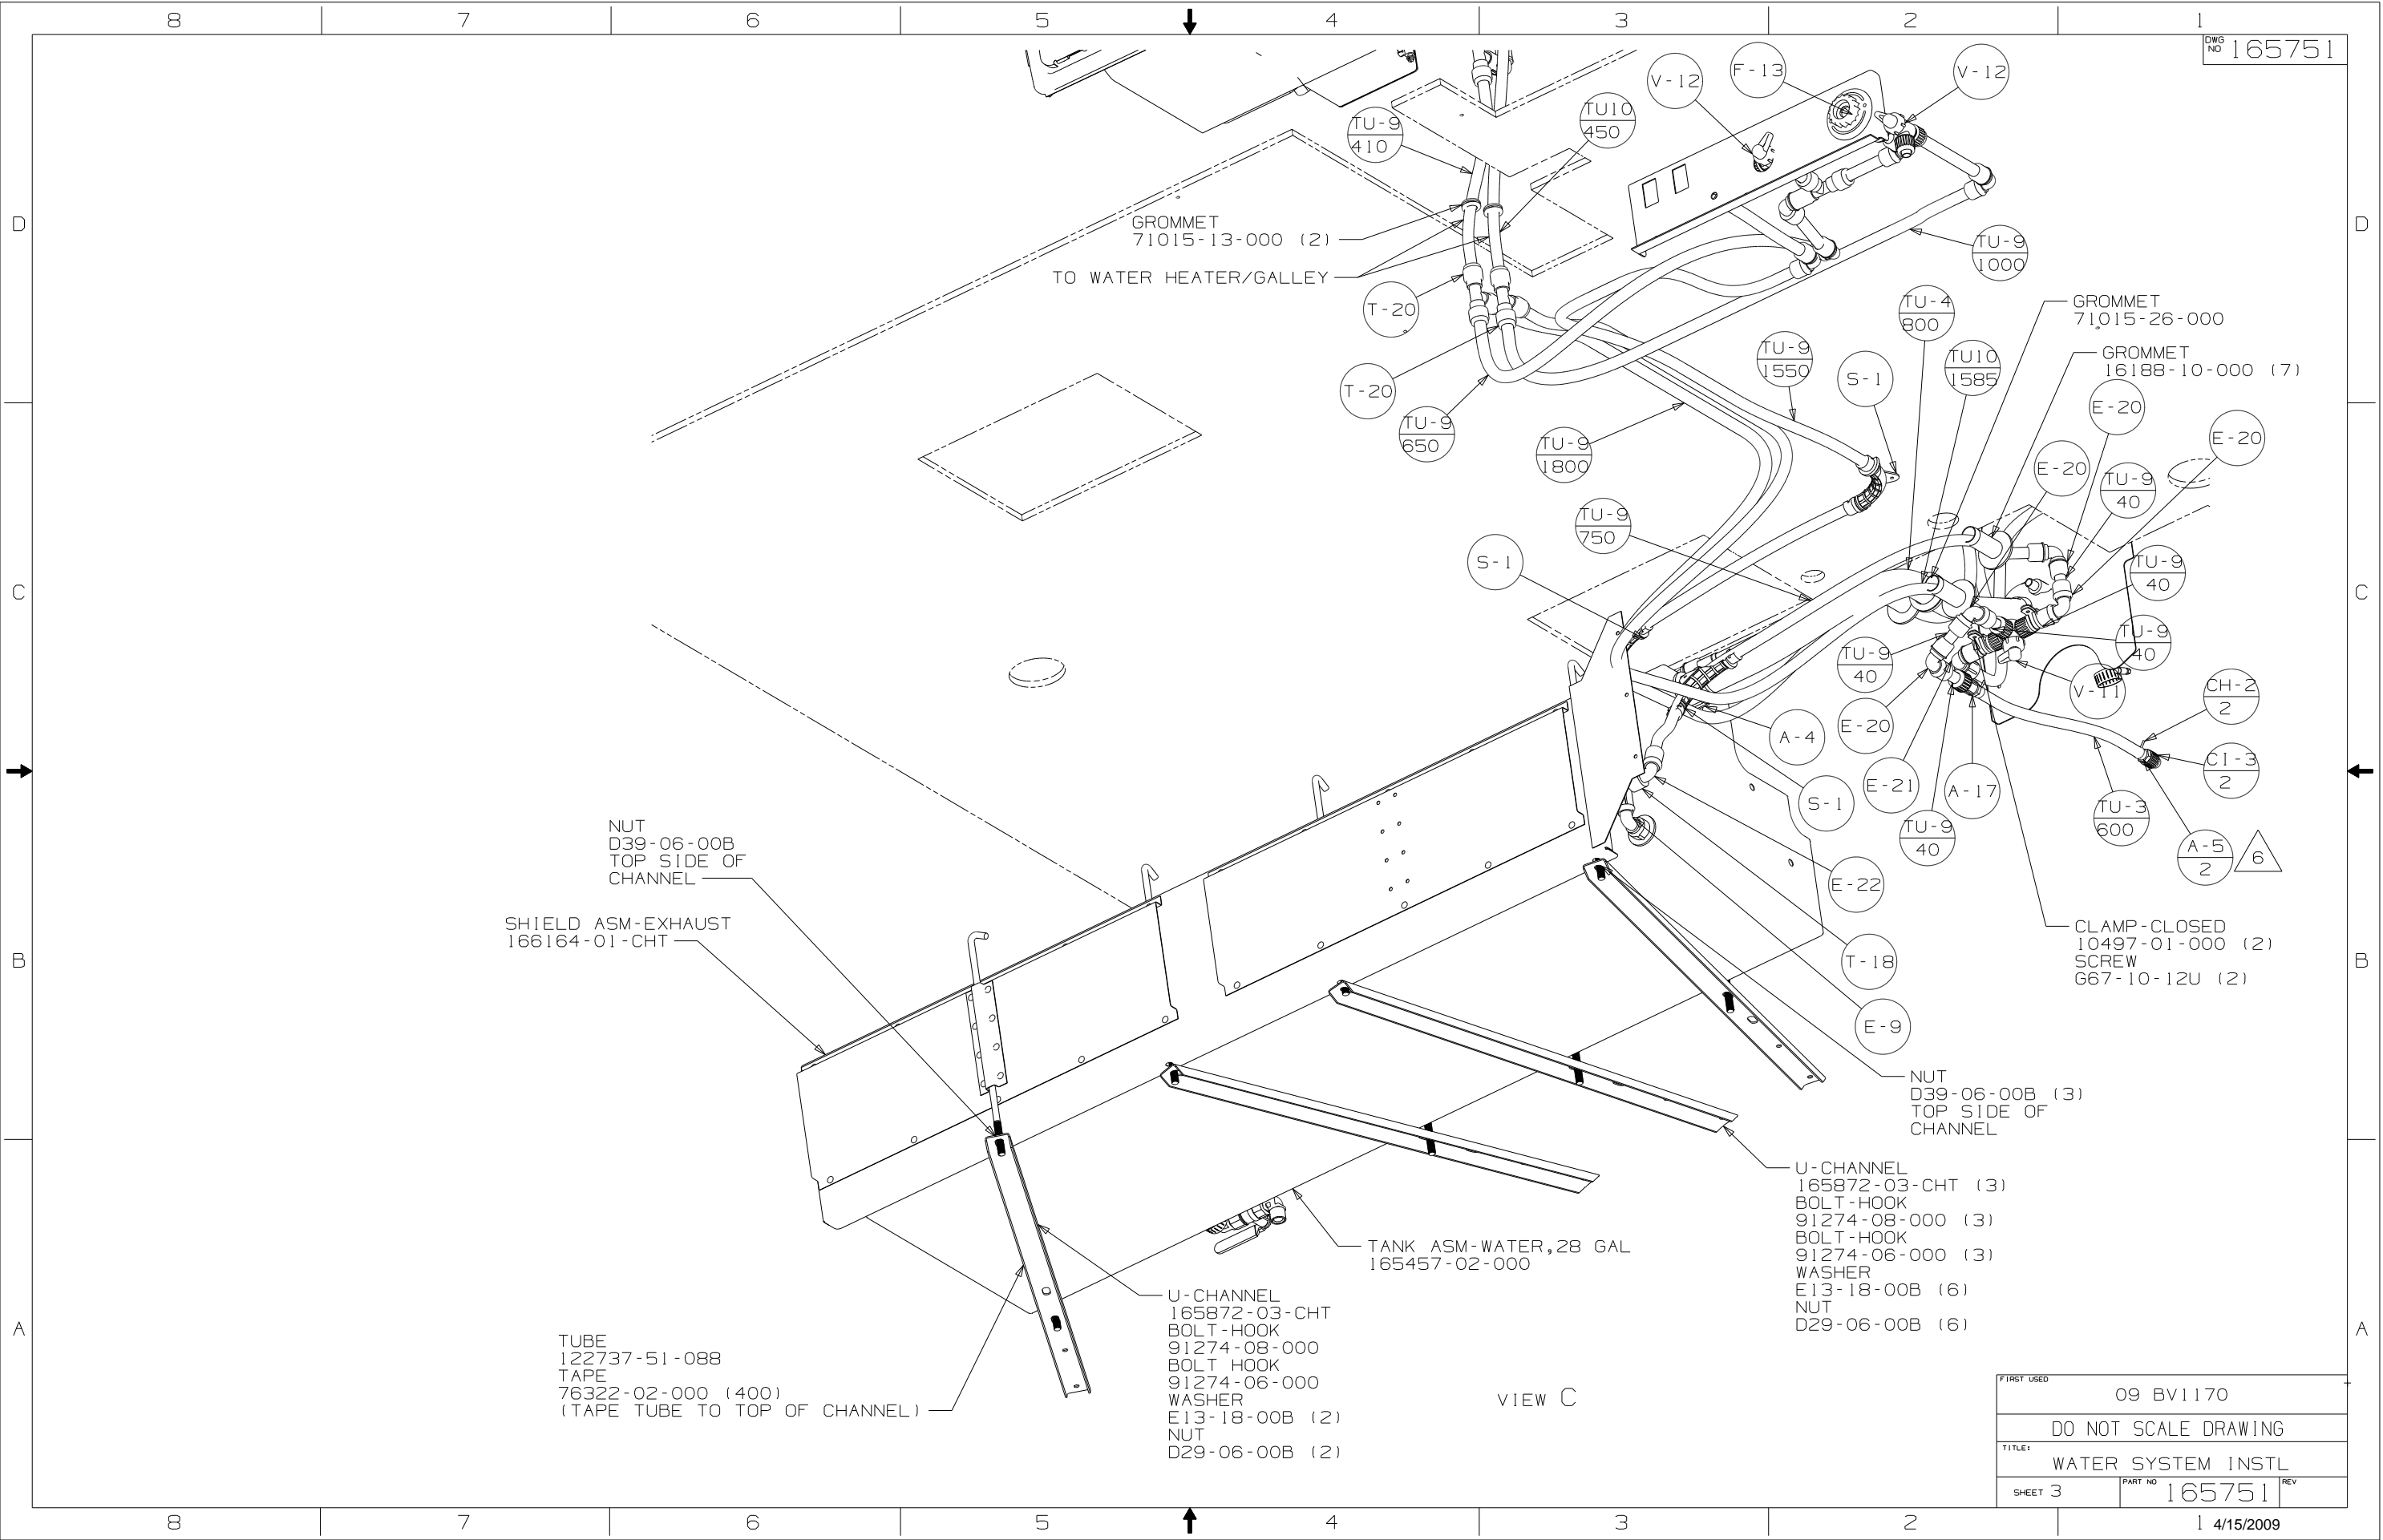 8 7 6 5 4 3 2 1
DWG NO 165751
V-12
F-13
V-12
TU-9
410
TU10
450
GROMMET
71015-13-000 (2)
TO WATER HEATER/GALLEY
TU-9
1000
T-20
T-20
TU-9
650
TU-9
1800
TU-9
1550
S-1
TU-4
800
TU10
1585
GROMMET
71015-26-000
GROMMET
16188-10-000 (7)
E-20
E-20
E-20
TU-9
40
TU-9
40
TU-9
40
TU-9
750
S-1
TU-9
40
E-20
V-11
CH-2
2
CI-3
2
A-4
S-1
E-21
A-17
TU-9
40
TU-3
600
A-5
2
6
E-22
T-18
E-9
CLAMP-CLOSED
10497-01-000 (2)
SCREW
G67-10-12U (2)
NUT
D39-06-00B
TOP SIDE OF
CHANNEL
SHIELD ASM-EXHAUST
166164-01-CHT
NUT
D39-06-00B (3)
TOP SIDE OF
CHANNEL
U-CHANNEL
165872-03-CHT (3)
BOLT-HOOK
91274-08-000 (3)
BOLT-HOOK
91274-06-000 (3)
WASHER
E13-18-00B (6)
NUT
D29-06-00B (6)
TANK ASM-WATER,28 GAL
165457-02-000
U-CHANNEL
165872-03-CHT
BOLT-HOOK
91274-08-000
BOLT HOOK
91274-06-000
WASHER
E13-18-00B (2)
NUT
D29-06-00B (2)
TUBE
122737-51-088
TAPE
76322-02-000 (400)
(TAPE TUBE TO TOP OF CHANNEL)
VIEW C
D
C
B
A
D
C
B
A
FIRST USED
09 BV1170
DO NOT SCALE DRAWING
TITLE:
WATER SYSTEM INSTL
SHEET 3 PART NO 165751 REV
8 7 6 5 4 3 2 1
4/15/2009